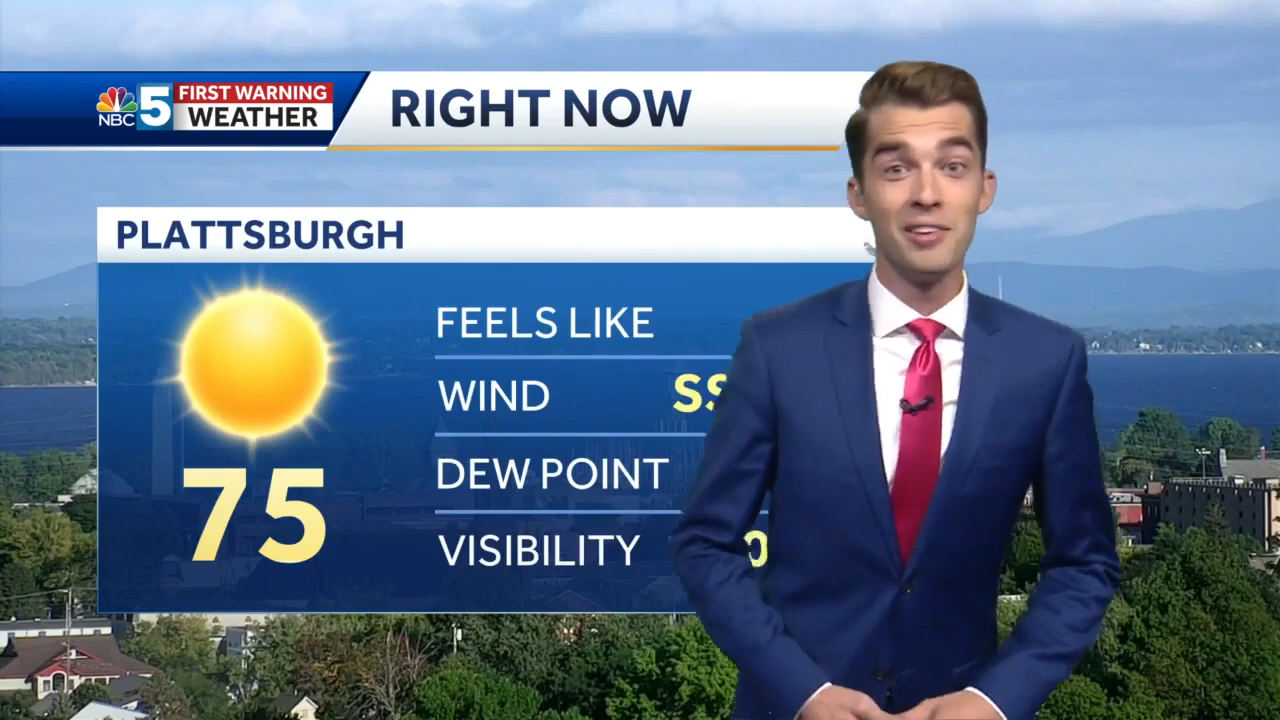 NBC 5 FIRST WARNING
WEATHER
RIGHT NOW
PLATTSBURGH
75
FEELS LIKE
WIND
DEW POINT
VISIBILITY